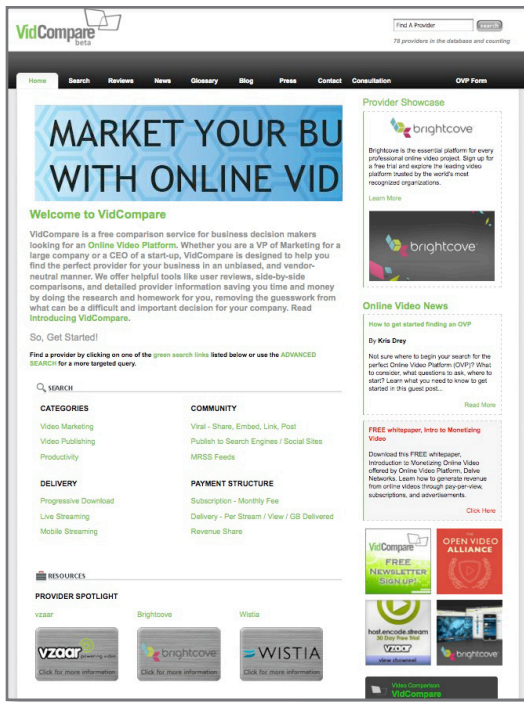 VidCompare
beta
Find A Provider
search
78 providers in the database and counting
Home Search Reviews News Glossary Blog Press Contact Consultation OVP Form
MARKET YOUR BU
WITH ONLINE VID
Welcome to VidCompare
VidCompare is a free comparison service for business decision makers
looking for an Online Video Platform. Whether you are a VP of Marketing for a
large company or a CEO of a start-up, VidCompare is designed to help you
find the perfect provider for your business in an unbiased, and vendor-
neutral manner. We offer helpful tools like user reviews, side-by-side
comparisons, and detailed provider information saving you time and money
by doing the research and homework for you, removing the guesswork from
what can be a difficult and important decision for your company. Read
Introducing VidCompare.
So, Get Started!
Find a provider by clicking on one of the green search links listed below or use the ADVANCED
SEARCH for a more targeted query.
SEARCH
CATEGORIES
Video Marketing
Video Publishing
Productivity
COMMUNITY
Viral - Share, Embed, Link, Post
Publish to Search Engines / Social Sites
MRSS Feeds
DELIVERY
Progressive Download
Live Streaming
Mobile Streaming
PAYMENT STRUCTURE
Subscription - Monthly Fee
Delivery - Per Stream / View / GB Delivered
Revenue Share
RESOURCES
PROVIDER SPOTLIGHT
vzaar Brightcove Wistia
vzaar powering video
Click for more information
brightcove
Click for more information
WISTIA
Click for more information
Provider Showcase
brightcove
Brightcove is the essential platform for every
professional online video project. Sign up for
a free trial and explore the leading video
platform trusted by the world's most
recognized organizations.
Learn More
brightcove
Online Video News
How to get started finding an OVP
By Kris Drey
Not sure where to begin your search for the
perfect Online Video Platform (OVP)? What
to consider, what questions to ask, where to
start? Learn what you need to know to get
started in this guest post...
Read More
FREE whitepaper, Intro to Monetizing
Video
Download this FREE whitepaper,
Introduction to Monetizing Online Video
offered by Online Video Platform, Delve
Networks. Learn how to generate revenue
from online videos through pay-per-view,
subscriptions, and advertisements.
Click Here
VidCompare
FREE
NEWSLETTER
SIGN UP!
THE
OPEN VIDEO
ALLIANCE
host.encode.stream
30 Day Free Trial
vzaar
view showreel
brightcove
Video Comparison
VidCompare